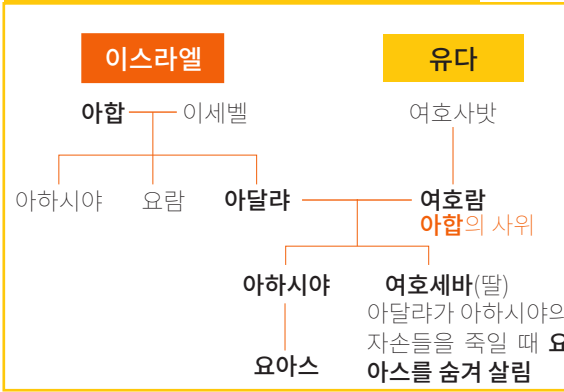 이스라엘 유다
아합 이세벨 여호사밧
아하시야 요람 아달랴 여호람
아합의 사위
아하시야 여호세바(딸)
아달랴가 아하시야의
자손들을 죽일 때 요
요아스 아스를 숨겨 살림